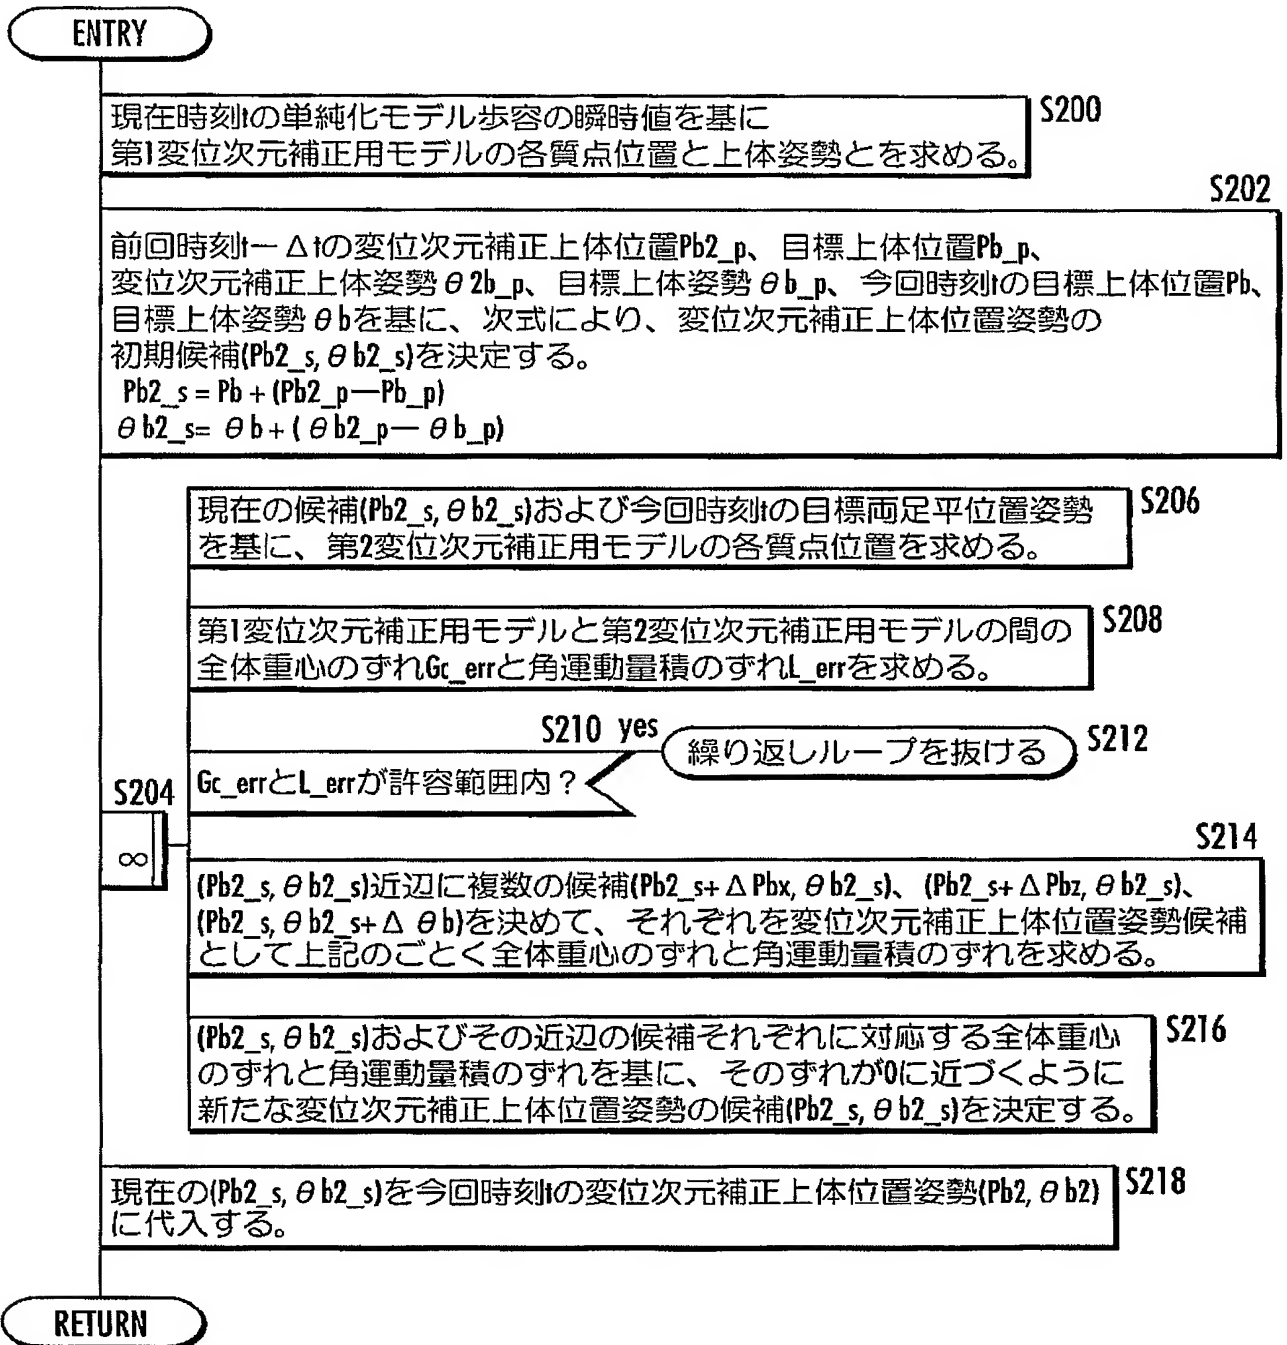 ENTRY
現在時刻tの単純化モデル歩容の瞬時値を基に
第1変位次元補正用モデルの各質点位置と上体姿勢とを求める。
S200
S202
前回時刻t－Δtの変位次元補正上体位置Pb2_p、目標上体位置Pb_p、
変位次元補正上体姿勢θ2b_p、目標上体姿勢θb_p、今回時刻tの目標上体位置Pb、
目標上体姿勢θbを基に、次式により、変位次元補正上体位置姿勢の
初期候補(Pb2_s,θb2_s)を決定する。
Pb2_s = Pb + (Pb2_p—Pb_p)
θb2_s= θb + ( θb2_p— θb_p)
現在の候補(Pb2_s,θb2_s)および今回時刻tの目標両足平位置姿勢
を基に、第2変位次元補正用モデルの各質点位置を求める。
S206
第1変位次元補正用モデルと第2変位次元補正用モデルの間の
全体重心のずれGc_errと角運動量積のずれL_errを求める。
S208
S210 yes
繰り返しループを抜ける
S212
Gc_errとL_errが許容範囲内？
S204
∞
S214
(Pb2_s,θb2_s)近辺に複数の候補(Pb2_s+ΔPbx,θb2_s)、(Pb2_s+ΔPbz,θb2_s)、
(Pb2_s,θb2_s+Δθb)を決めて、それぞれを変位次元補正上体位置姿勢候補
として上記のごとく全体重心のずれと角運動量積のずれを求める。
(Pb2_s,θb2_s)およびその近辺の候補それぞれに対応する全体重心
のずれと角運動量積のずれを基に、そのずれが0に近づくように
新たな変位次元補正上体位置姿勢の候補(Pb2_s,θb2_s)を決定する。
S216
現在の(Pb2_s,θb2_s)を今回時刻tの変位次元補正上体位置姿勢(Pb2,θb2)
に代入する。
S218
RETURN